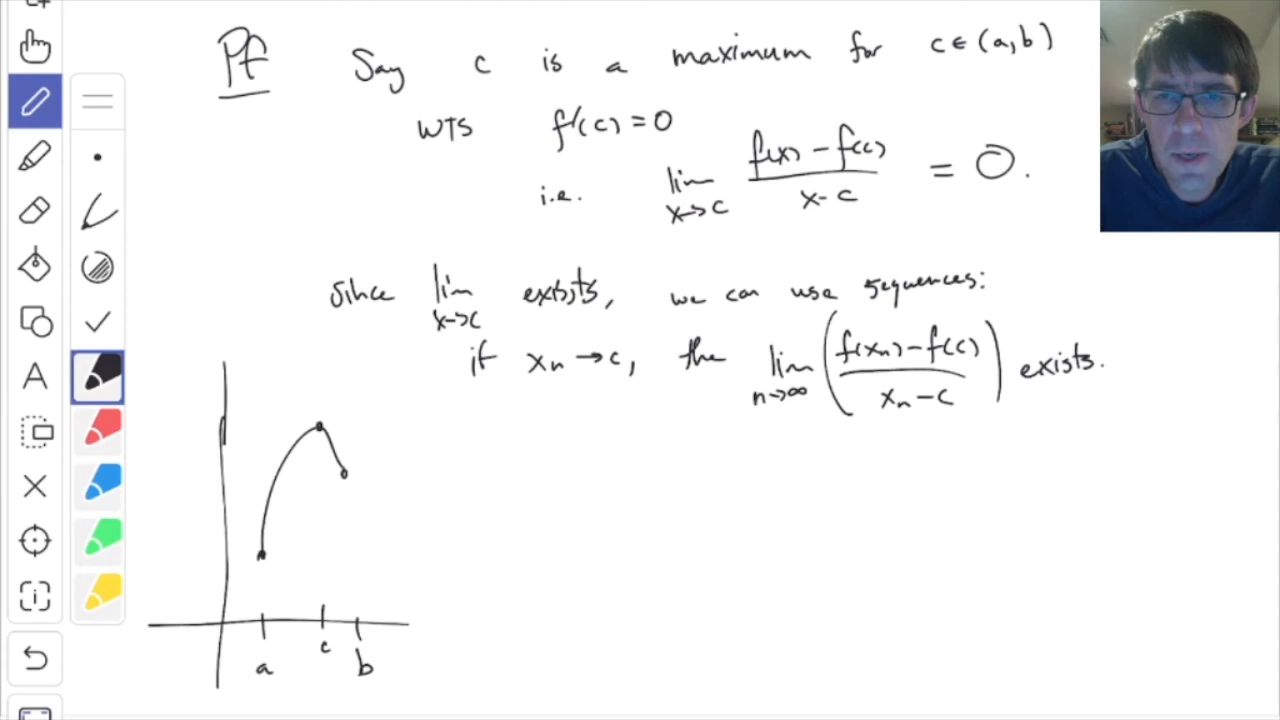 Pf Say c is a maximum for c ∈ (a,b)
WTS f'(c) = 0
i.e. lim x→c f(x) - f(c) / x - c = 0.
Since lim x→c exists, we can use sequences:
if xn → c, the lim n→∞ ( f(xn) - f(c) / xn - c ) exists.
a c b
A